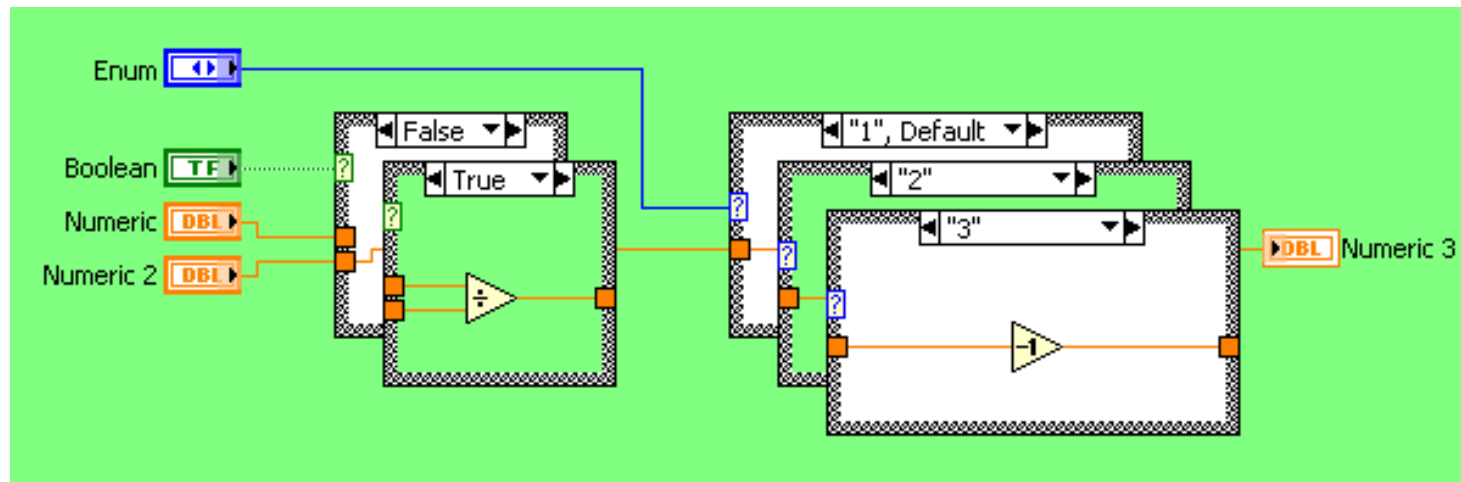 Enum
False
"1", Default
Boolean
TF
True
"2"
Numeric
DBL
"3"
Numeric 2
DBL
DBL
Numeric 3
÷
-1
?
?
?
?
?